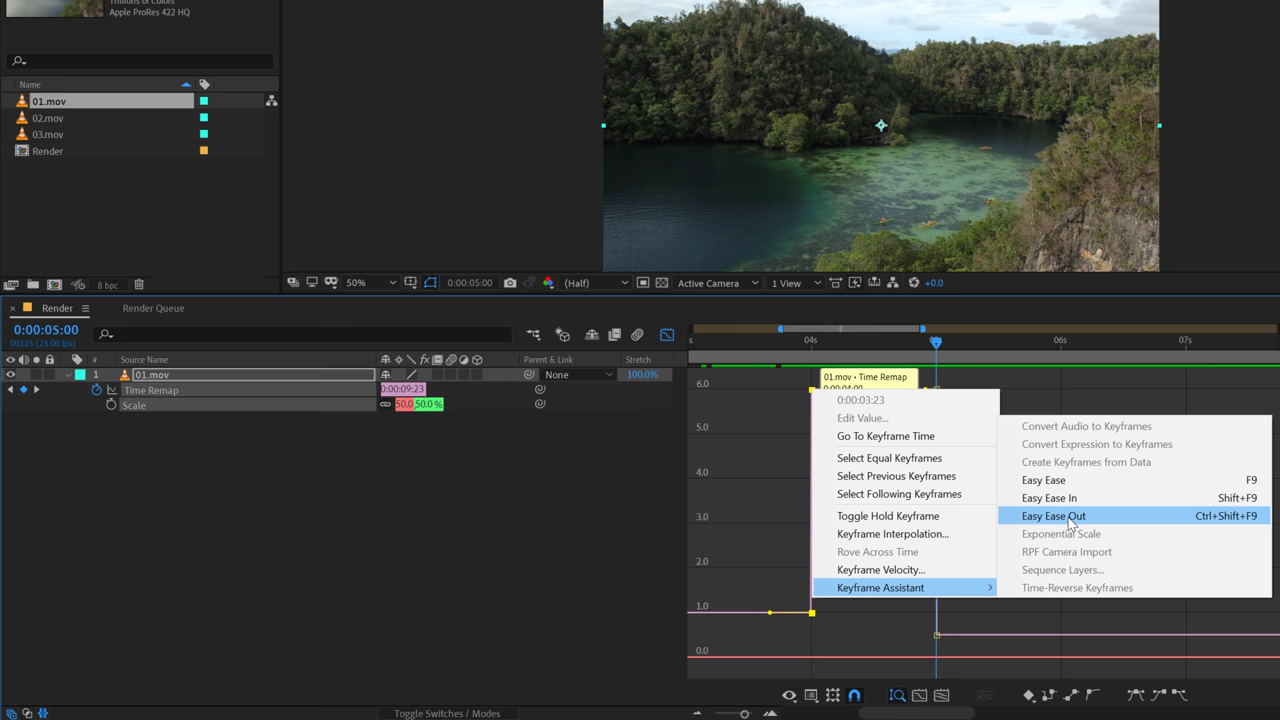 Trillions of Colors
Apple ProRes 422 HQ
Name
01.mov
02.mov
03.mov
Render
8 bpc
50%
0:00:05:00
(Half)
Active Camera
1 View
+0.0
Render
Render Queue
0:00:05:00
00125 (25.00 fps)
#
Source Name
Parent & Link
Stretch
1
01.mov
None
100.0%
Time Remap
0:00:09:23
Scale
50.0
50.0 %
Toggle Switches / Modes
s
04s
06s
07s
6.0
5.0
4.0
3.0
2.0
1.0
0.0
01.mov • Time Remap
0:00:04:00
0:00:03:23
Edit Value...
Go To Keyframe Time
Select Equal Keyframes
Select Previous Keyframes
Select Following Keyframes
Toggle Hold Keyframe
Keyframe Interpolation...
Rove Across Time
Keyframe Velocity...
Keyframe Assistant
Convert Audio to Keyframes
Convert Expression to Keyframes
Create Keyframes from Data
Easy Ease F9
Easy Ease In Shift+F9
Easy Ease Out Ctrl+Shift+F9
Exponential Scale
RPF Camera Import
Sequence Layers...
Time-Reverse Keyframes